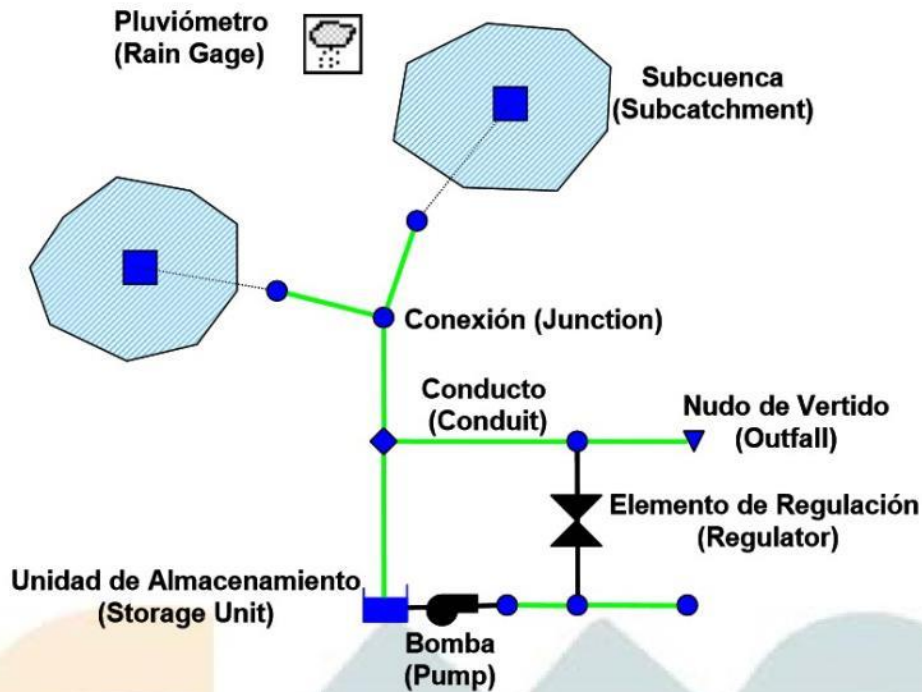 Pluviómetro
(Rain Gage)
Subcuenca
(Subcatchment)
Conexión (Junction)
Conducto
(Conduit)
Nudo de Vertido
(Outfall)
Elemento de Regulación
(Regulator)
Unidad de Almacenamiento
(Storage Unit)
Bomba
(Pump)